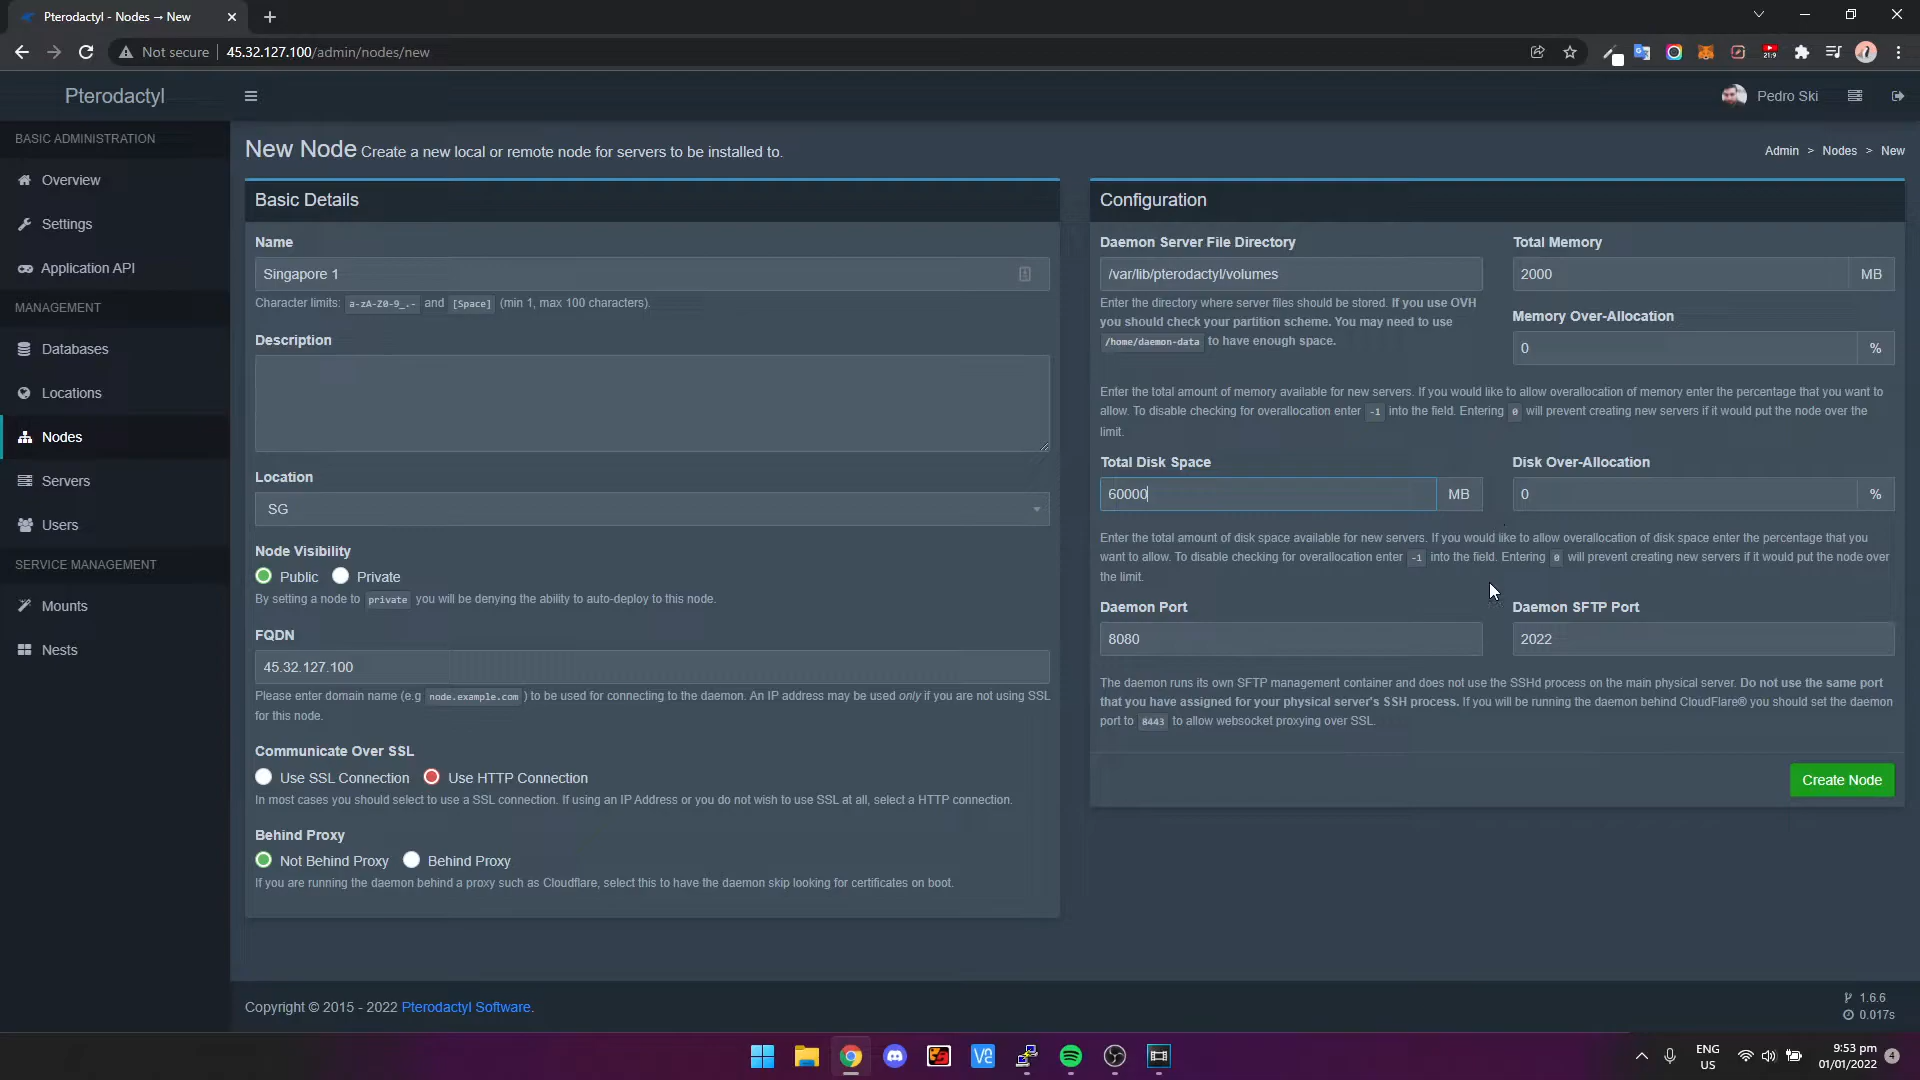 Pterodactyl - Nodes → New
Not secure
45.32.127.100/admin/nodes/new
Pterodactyl
Pedro Ski
BASIC ADMINISTRATION
Overview
Settings
Application API
MANAGEMENT
Databases
Locations
Nodes
Servers
Users
SERVICE MANAGEMENT
Mounts
Nests
New Node Create a new local or remote node for servers to be installed to.
Admin > Nodes > New
Basic Details
Name
Singapore 1
Character limits: a-zA-Z0-9_.- and [Space] (min 1, max 100 characters).
Description
Location
SG
Node Visibility
Public Private
By setting a node to private you will be denying the ability to auto-deploy to this node.
FQDN
45.32.127.100
Please enter domain name (e.g node.example.com ) to be used for connecting to the daemon. An IP address may be used only if you are not using SSL
for this node.
Communicate Over SSL
Use SSL Connection Use HTTP Connection
In most cases you should select to use a SSL connection. If using an IP Address or you do not wish to use SSL at all, select a HTTP connection.
Behind Proxy
Not Behind Proxy Behind Proxy
If you are running the daemon behind a proxy such as Cloudflare, select this to have the daemon skip looking for certificates on boot.
Configuration
Daemon Server File Directory
/var/lib/pterodactyl/volumes
Enter the directory where server files should be stored. If you use OVH
you should check your partition scheme. You may need to use
/home/daemon-data to have enough space.
Total Memory
2000 MB
Memory Over-Allocation
0 %
Enter the total amount of memory available for new servers. If you would like to allow overallocation of memory enter the percentage that you want to
allow. To disable checking for overallocation enter -1 into the field. Entering 0 will prevent creating new servers if it would put the node over the
limit.
Total Disk Space
60000 MB
Disk Over-Allocation
0 %
Enter the total amount of disk space available for new servers. If you would like to allow overallocation of disk space enter the percentage that you
want to allow. To disable checking for overallocation enter -1 into the field. Entering 0 will prevent creating new servers if it would put the node over
the limit.
Daemon Port
8080
Daemon SFTP Port
2022
The daemon runs its own SFTP management container and does not use the SSHd process on the main physical server. Do not use the same port
that you have assigned for your physical server's SSH process. If you will be running the daemon behind CloudFlare® you should set the daemon
port to 8443 to allow websocket proxying over SSL.
Create Node
Copyright © 2015 - 2022 Pterodactyl Software.
1.6.6
0.017s
ENG
US
9:53 pm
01/01/2022
4